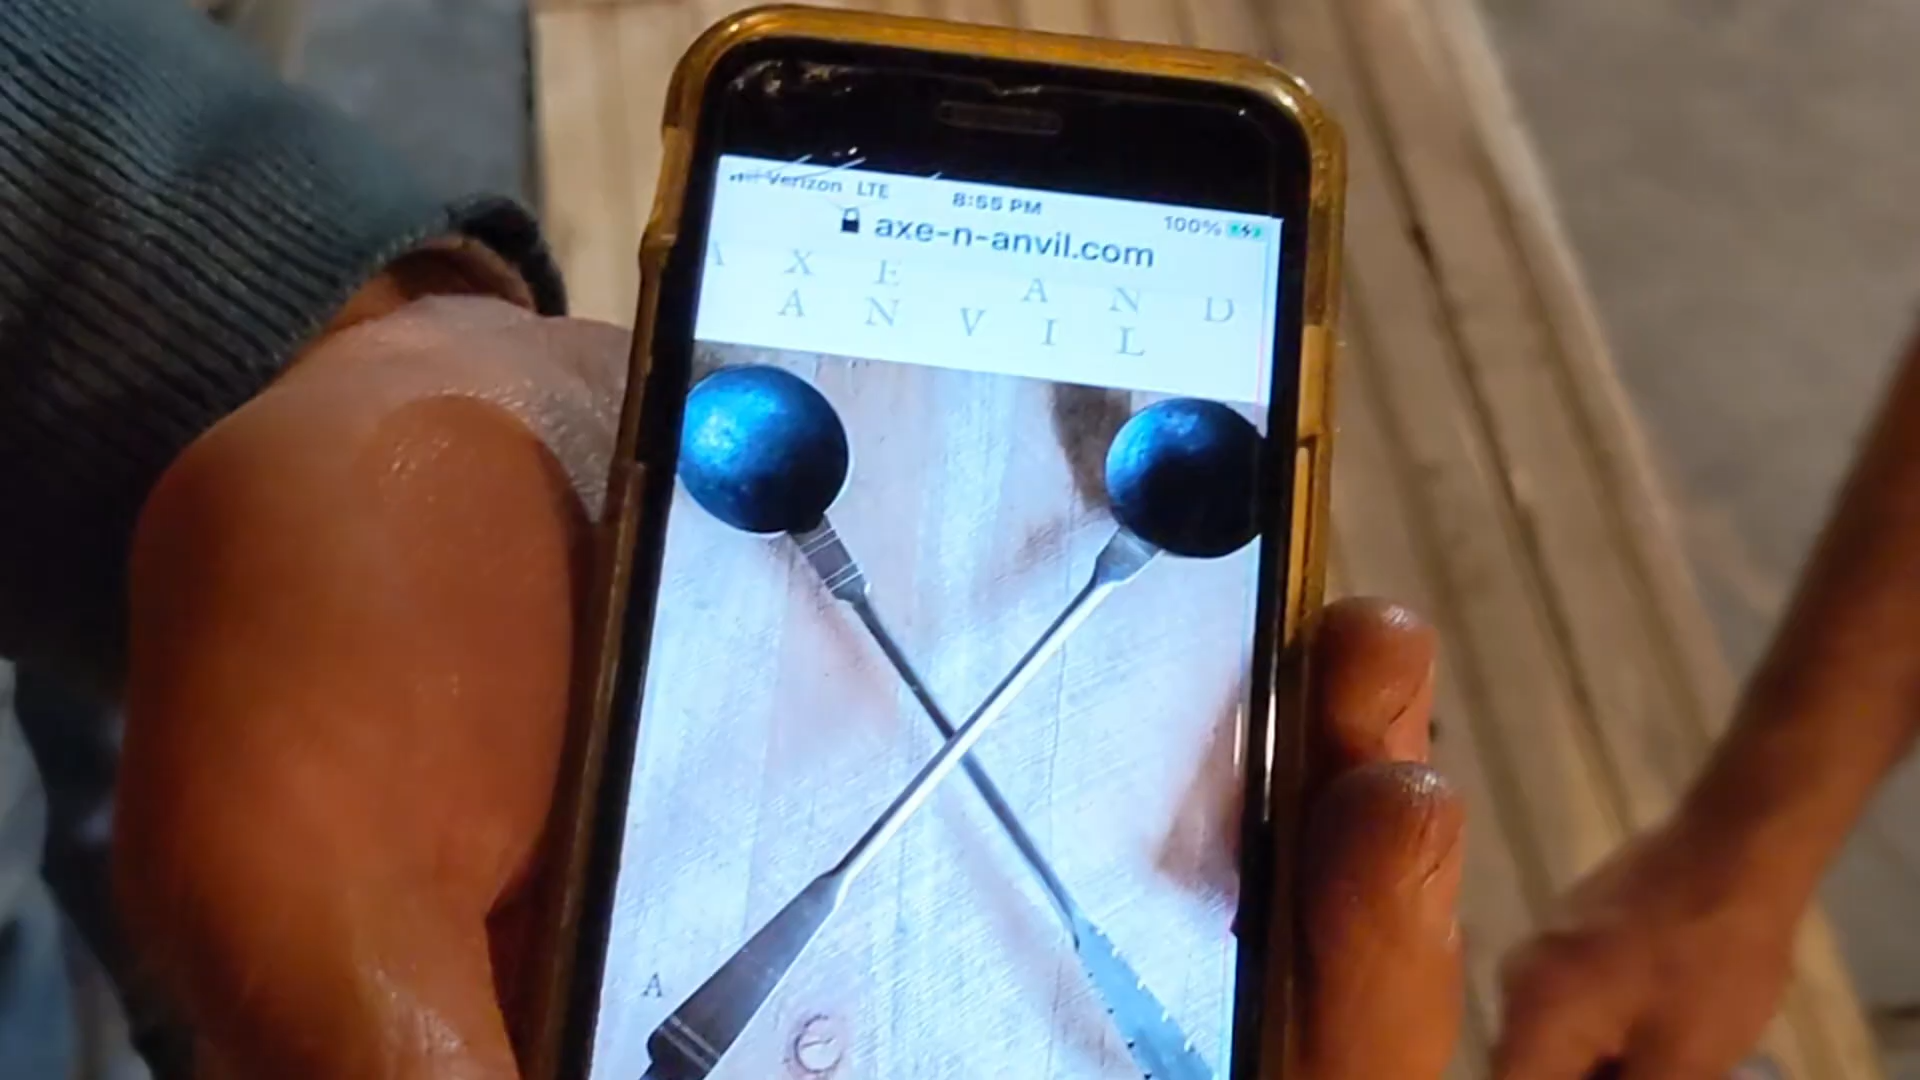 Verizon LTE 8:55 PM 100%
axe-n-anvil.com
A X E A N D
A N V I L
A